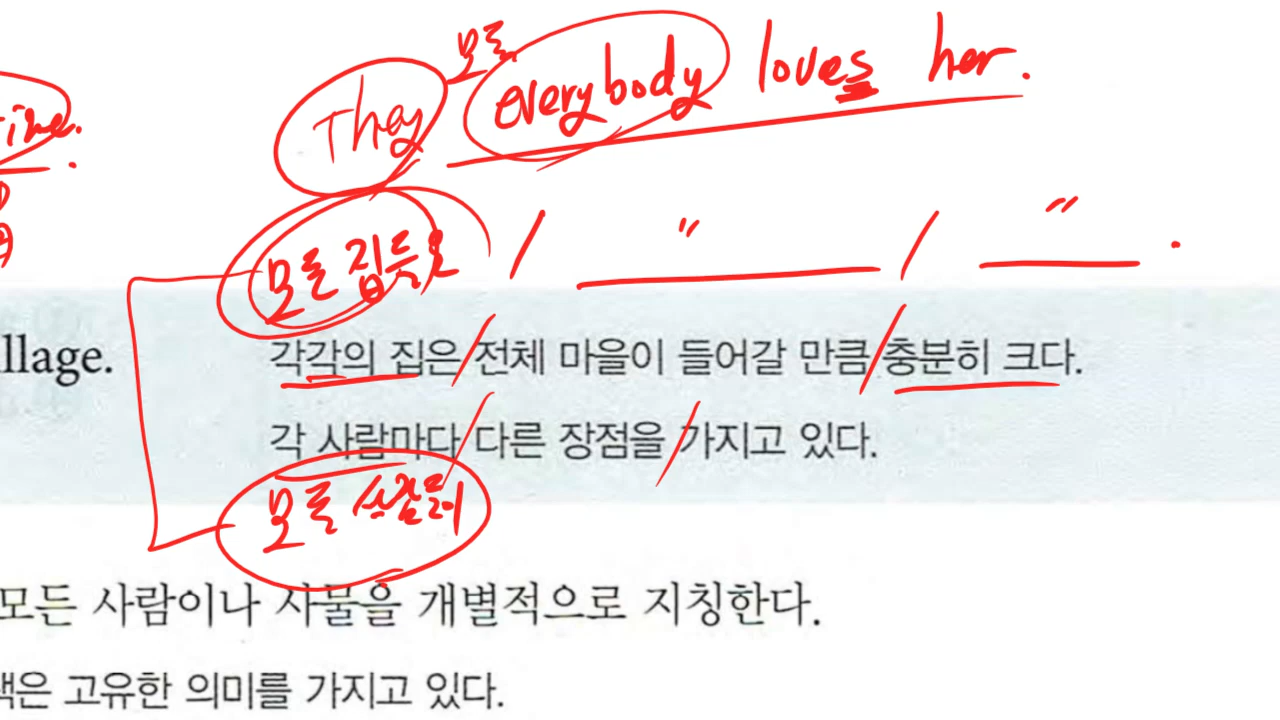 모든
They everybody loves her.
모든 집들은 / 〃 / 〃 .
llage. 각각의 집은/전체 마을이 들어갈 만큼/충분히 크다.
각 사람마다/다른 장점을/가지고 있다.
모든 사람들이
모든 사람이나 사물을 개별적으로 지칭한다.
은 고유한 의미를 가지고 있다.